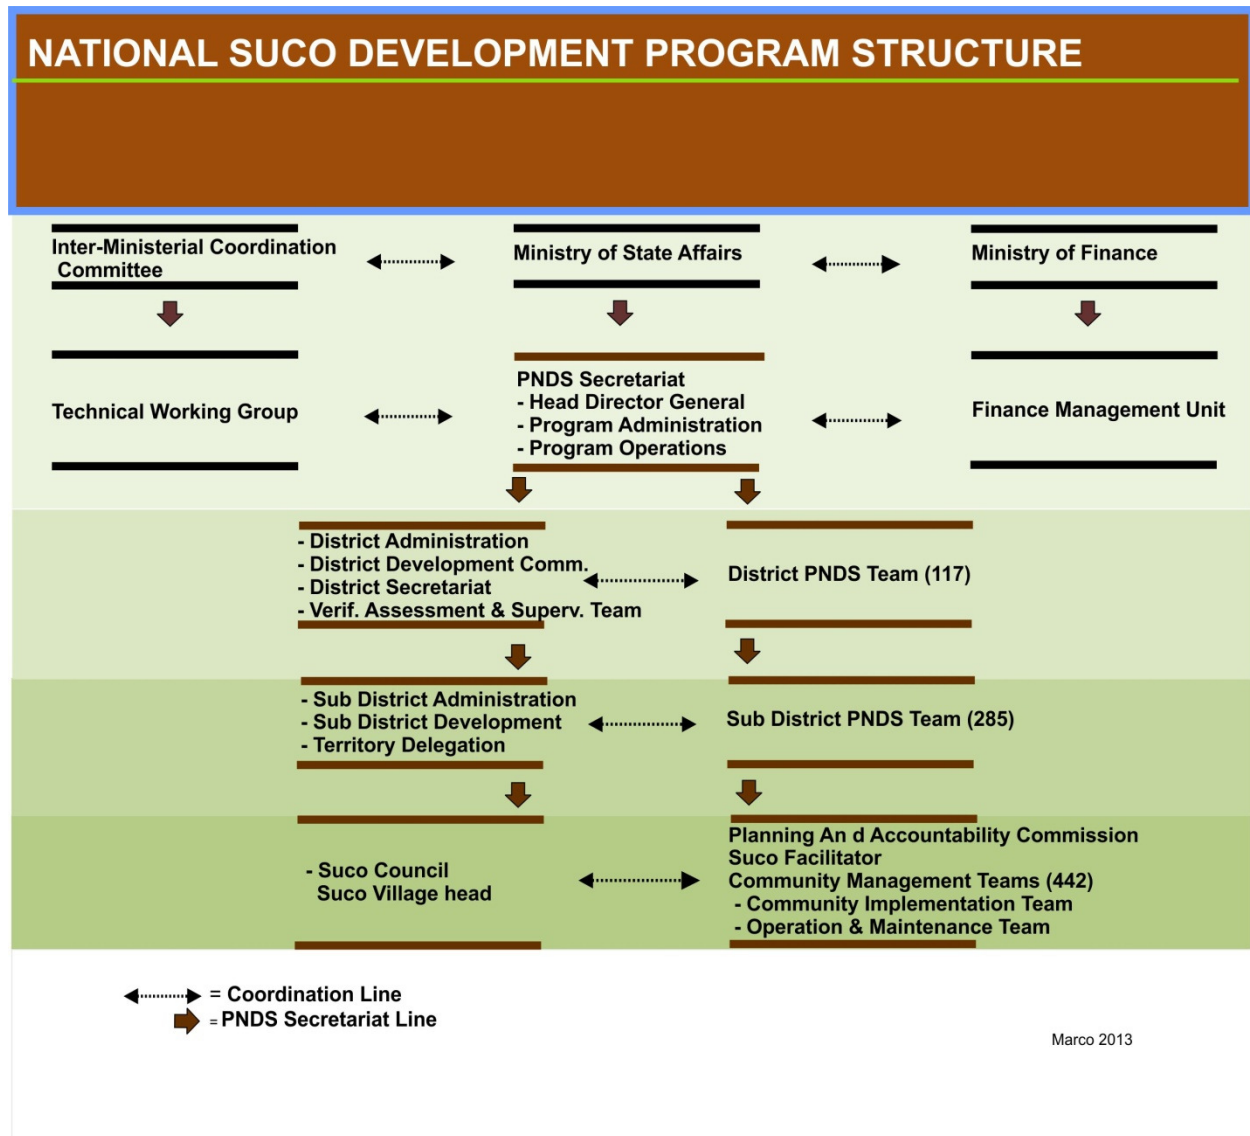 NATIONAL SUCO DEVELOPMENT PROGRAM STRUCTURE
Inter-Ministerial Coordination
Committee
Ministry of State Affairs
Ministry of Finance
Technical Working Group
PNDS Secretariat
- Head Director General
- Program Administration
- Program Operations
Finance Management Unit
- District Administration
- District Development Comm.
- District Secretariat
- Verif. Assessment & Superv. Team
District PNDS Team (117)
- Sub District Administration
- Sub District Development
- Territory Delegation
Sub District PNDS Team (285)
- Suco Council
Suco Village head
Planning An d Accountability Commission
Suco Facilitator
Community Management Teams (442)
- Community Implementation Team
- Operation & Maintenance Team
= Coordination Line
= PNDS Secretariat Line
Marco 2013